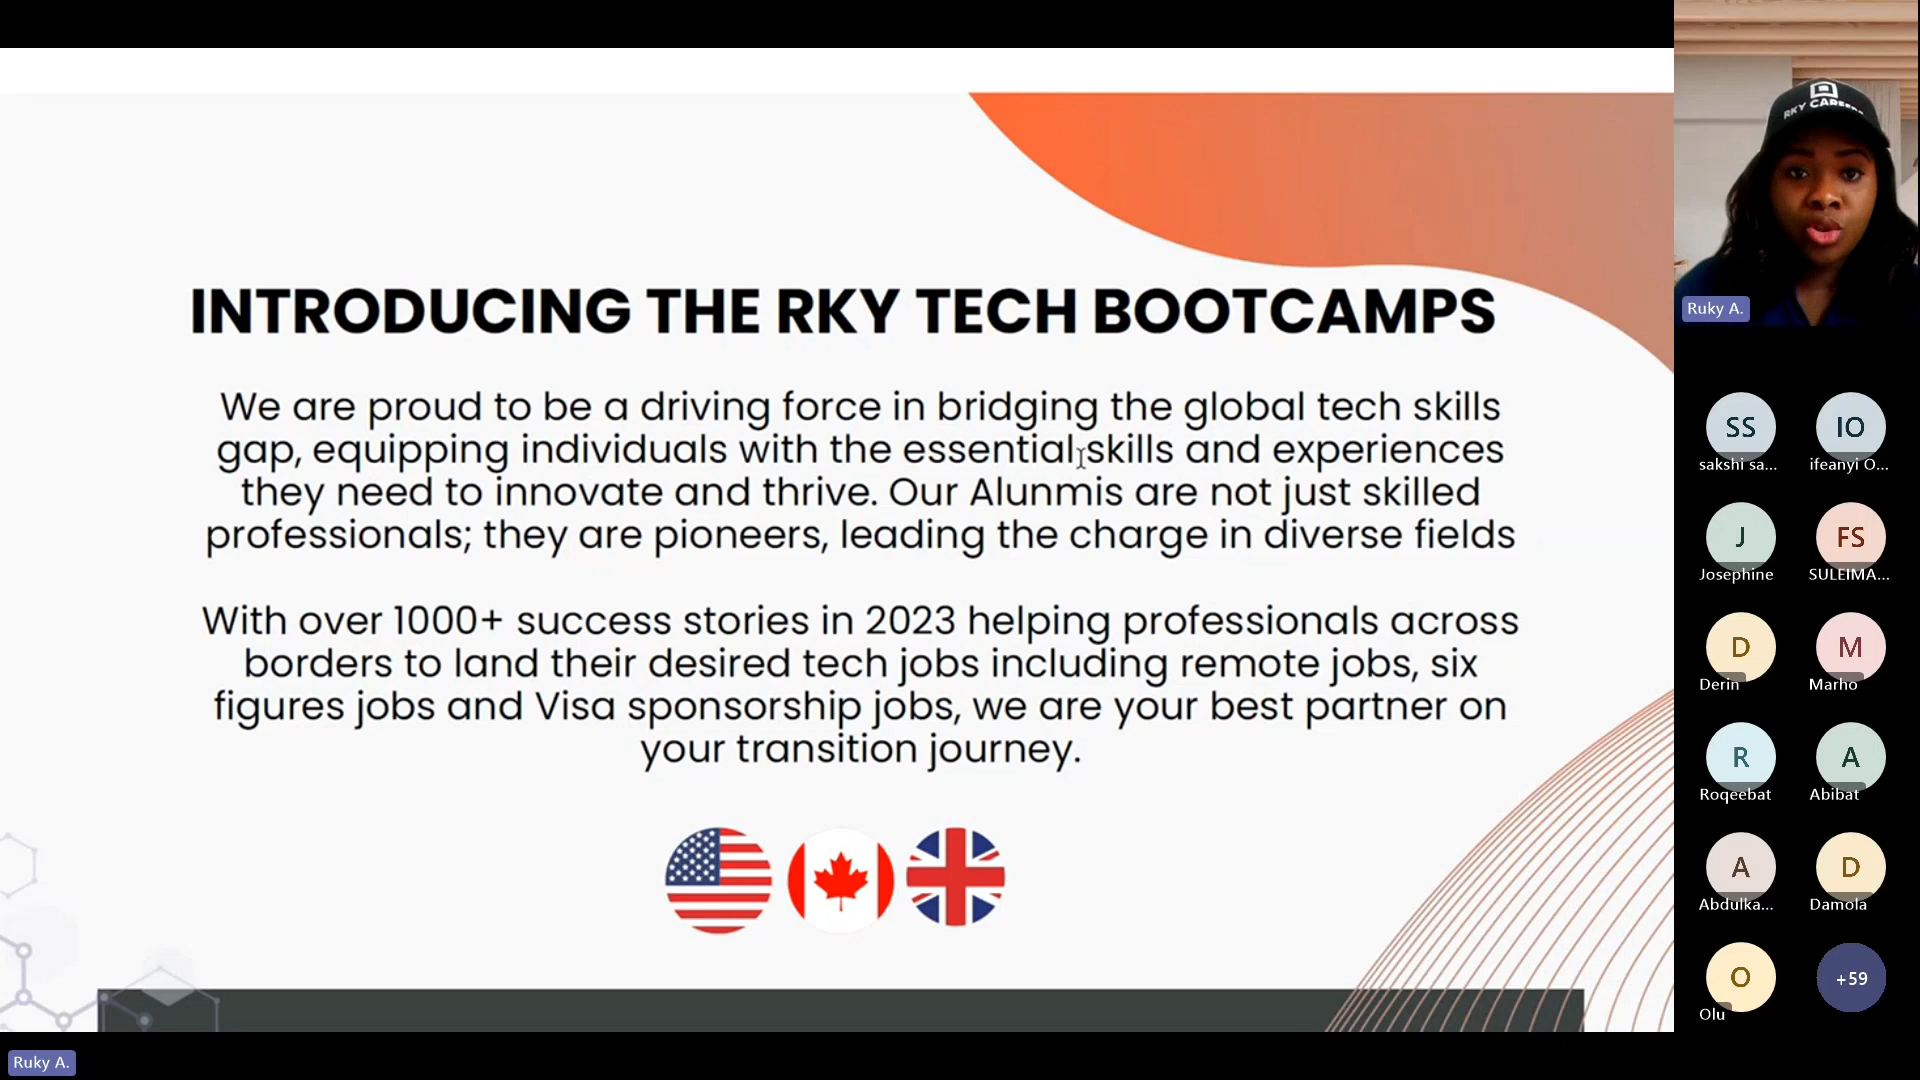 INTRODUCING THE RKY TECH BOOTCAMPS
We are proud to be a driving force in bridging the global tech skills
gap, equipping individuals with the essential skills and experiences
they need to innovate and thrive. Our Alunmis are not just skilled
professionals; they are pioneers, leading the charge in diverse fields
With over 1000+ success stories in 2023 helping professionals across
borders to land their desired tech jobs including remote jobs, six
figures jobs and Visa sponsorship jobs, we are your best partner on
your transition journey.
Ruky A.
RKY CAREERS
Ruky A.
SS
IO
sakshi sa...
ifeanyi O...
J
FS
Josephine
SULEIMA...
D
M
Derin
Marho
R
A
Roqeebat
Abibat
A
D
Abdulka...
Damola
O
+59
Olu